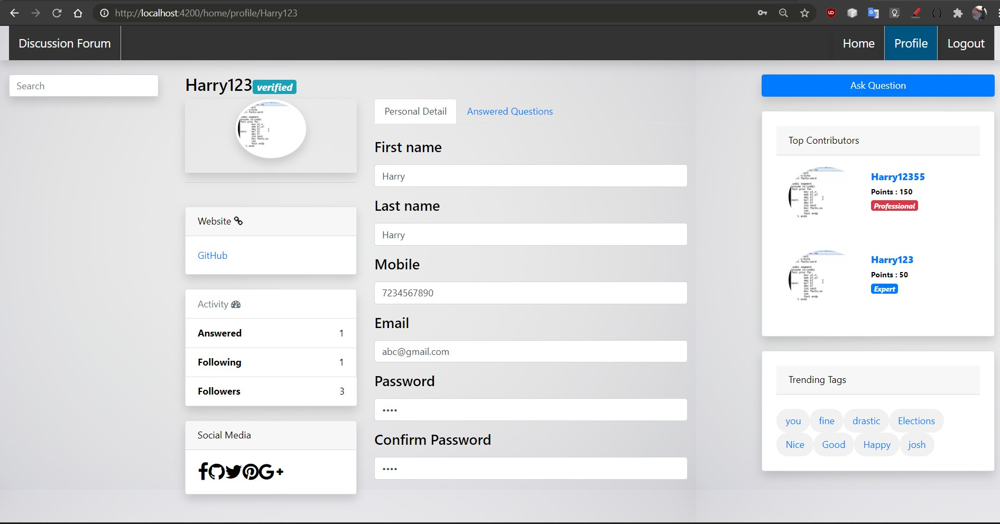 http://localhost:4200/home/profile/Harry123
Discussion Forum
Home
Profile
Logout
Search
Harry123 verified
Personal Detail
Answered Questions
First name
Harry
Last name
Harry
Mobile
7234567890
Email
abc@gmail.com
Password
••••
Confirm Password
••••
Website
GitHub
Activity
Answered 1
Following 1
Followers 3
Social Media
Ask Question
Top Contributors
Harry12355
Points : 150
Professional
Harry123
Points : 50
Expert
Trending Tags
you fine drastic Elections
Nice Good Happy josh